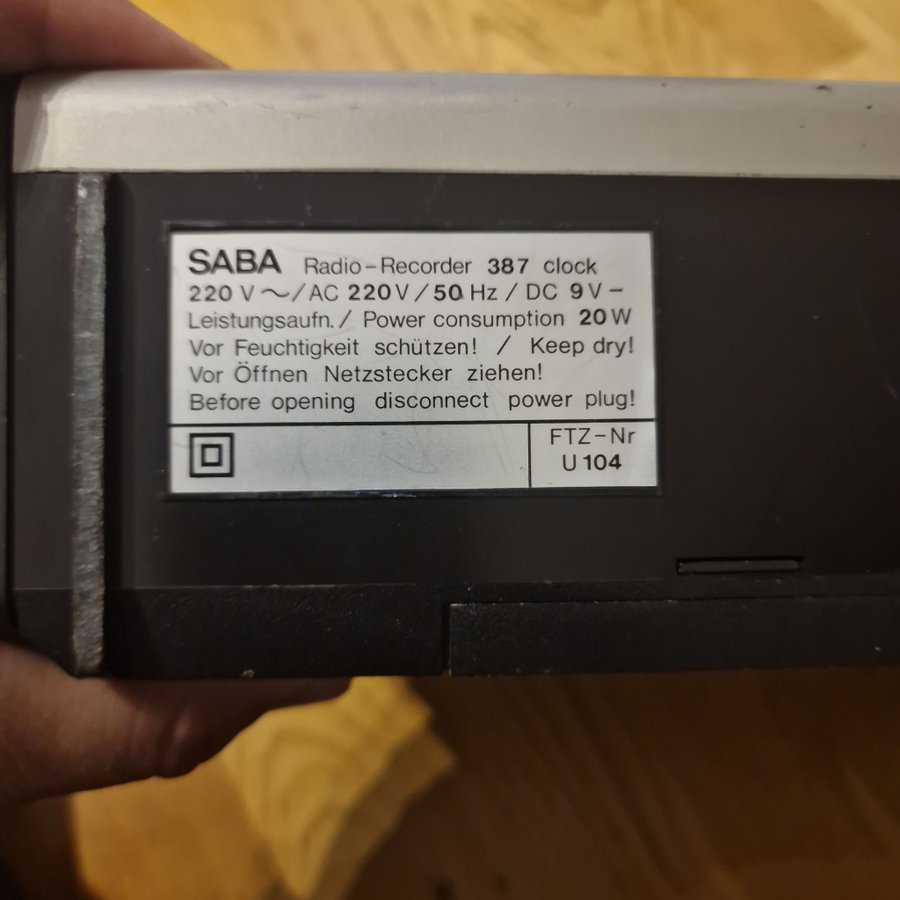 SABA Radio-Recorder 387 clock
220 V ~/AC 220 V/50 Hz / DC 9 V –
Leistungsaufn. / Power consumption 20 W
Vor Feuchtigkeit schützen! / Keep dry!
Vor Öffnen Netzstecker ziehen!
Before opening disconnect power plug!
FTZ-Nr
U 104